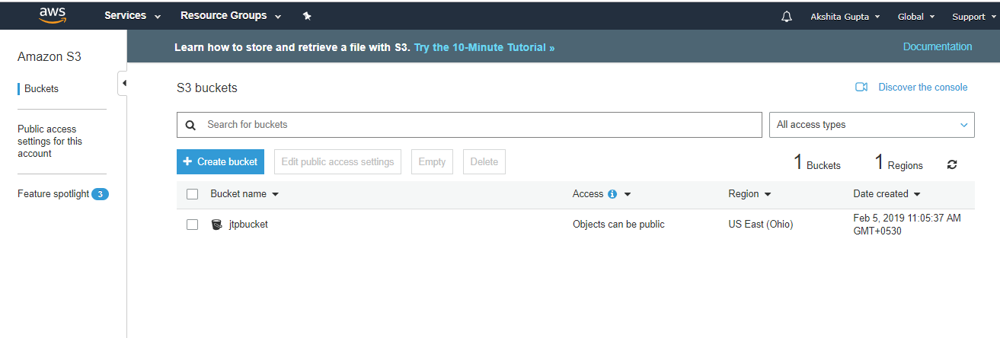 aws Services Resource Groups Akshita Gupta Global Support
Amazon S3
Learn how to store and retrieve a file with S3. Try the 10-Minute Tutorial » Documentation
Buckets
Public access
settings for this
account
Feature spotlight 3
S3 buckets Discover the console
Search for buckets All access types
+ Create bucket Edit public access settings Empty Delete 1 Buckets 1 Regions
Bucket name Access i Region Date created
jtpbucket Objects can be public US East (Ohio) Feb 5, 2019 11:05:37 AM
GMT+0530